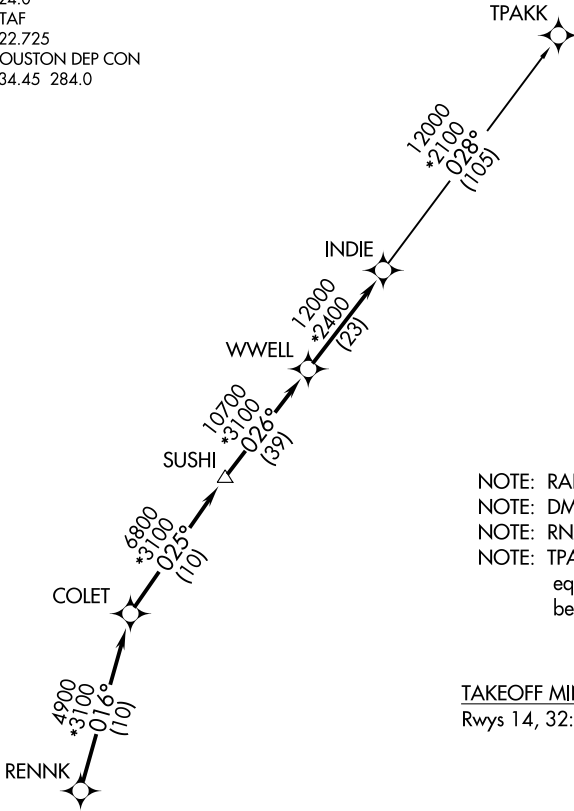 24.0
TAF
22.725
OUSTON DEP CON
34.45 284.0
TPAKK
12000
*2100
028°
(105)
INDIE
12000
*2400
(23)
WWELL
10700
*3100
026°
(39)
SUSHI
6800
*3100
025°
(10)
COLET
4900
*3100
016°
(10)
RENNK
NOTE: RA
NOTE: DM
NOTE: RN
NOTE: TPA
eq
be
TAKEOFF MI
Rwys 14, 32: